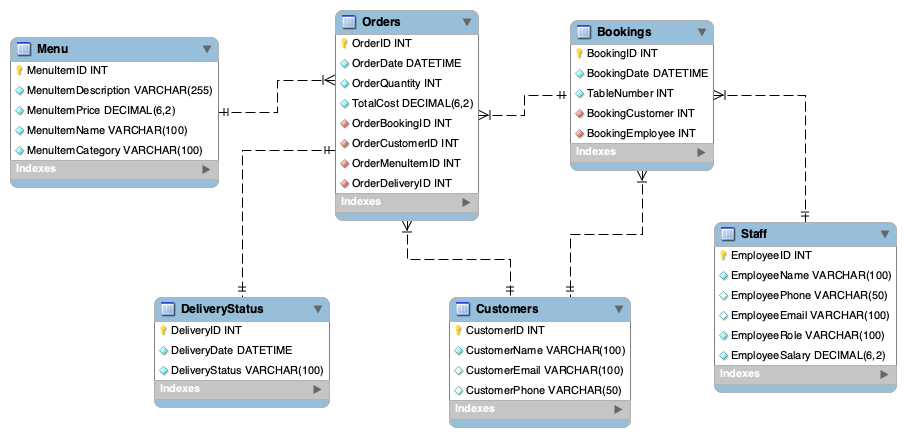 Menu
MenuItemID INT
MenuItemDescription VARCHAR(255)
MenuItemPrice DECIMAL(6,2)
MenuItemName VARCHAR(100)
MenuItemCategory VARCHAR(100)
Indexes
Orders
OrderID INT
OrderDate DATETIME
OrderQuantity INT
TotalCost DECIMAL(6,2)
OrderBookingID INT
OrderCustomerID INT
OrderMenuItemID INT
OrderDeliveryID INT
Indexes
Bookings
BookingID INT
BookingDate DATETIME
TableNumber INT
BookingCustomer INT
BookingEmployee INT
Indexes
Staff
EmployeeID INT
EmployeeName VARCHAR(100)
EmployeePhone VARCHAR(50)
EmployeeEmail VARCHAR(100)
EmployeeRole VARCHAR(100)
EmployeeSalary DECIMAL(6,2)
Indexes
DeliveryStatus
DeliveryID INT
DeliveryDate DATETIME
DeliveryStatus VARCHAR(100)
Indexes
Customers
CustomerID INT
CustomerName VARCHAR(100)
CustomerEmail VARCHAR(100)
CustomerPhone VARCHAR(50)
Indexes